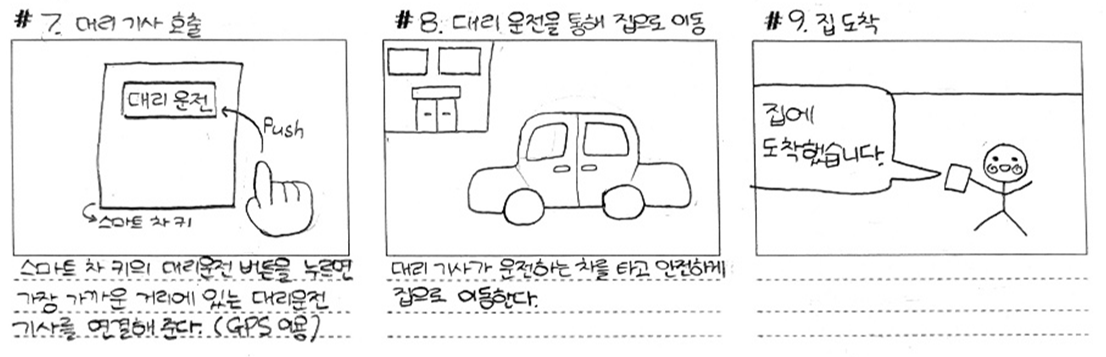 #7. 대리 기사 호출
대리 운전
Push
스마트 차 키
스마트 차 키의 대리운전 버튼을 누르면
가장 가까운 거리에 있는 대리운전
기사를 연결해 준다. (GPS 이용)
#8. 대리 운전을 통해 집으로 이동
대리 기사가 운전하는 차를 타고 안전하게
집으로 이동한다.
#9. 집 도착
집에
도착했습니다.